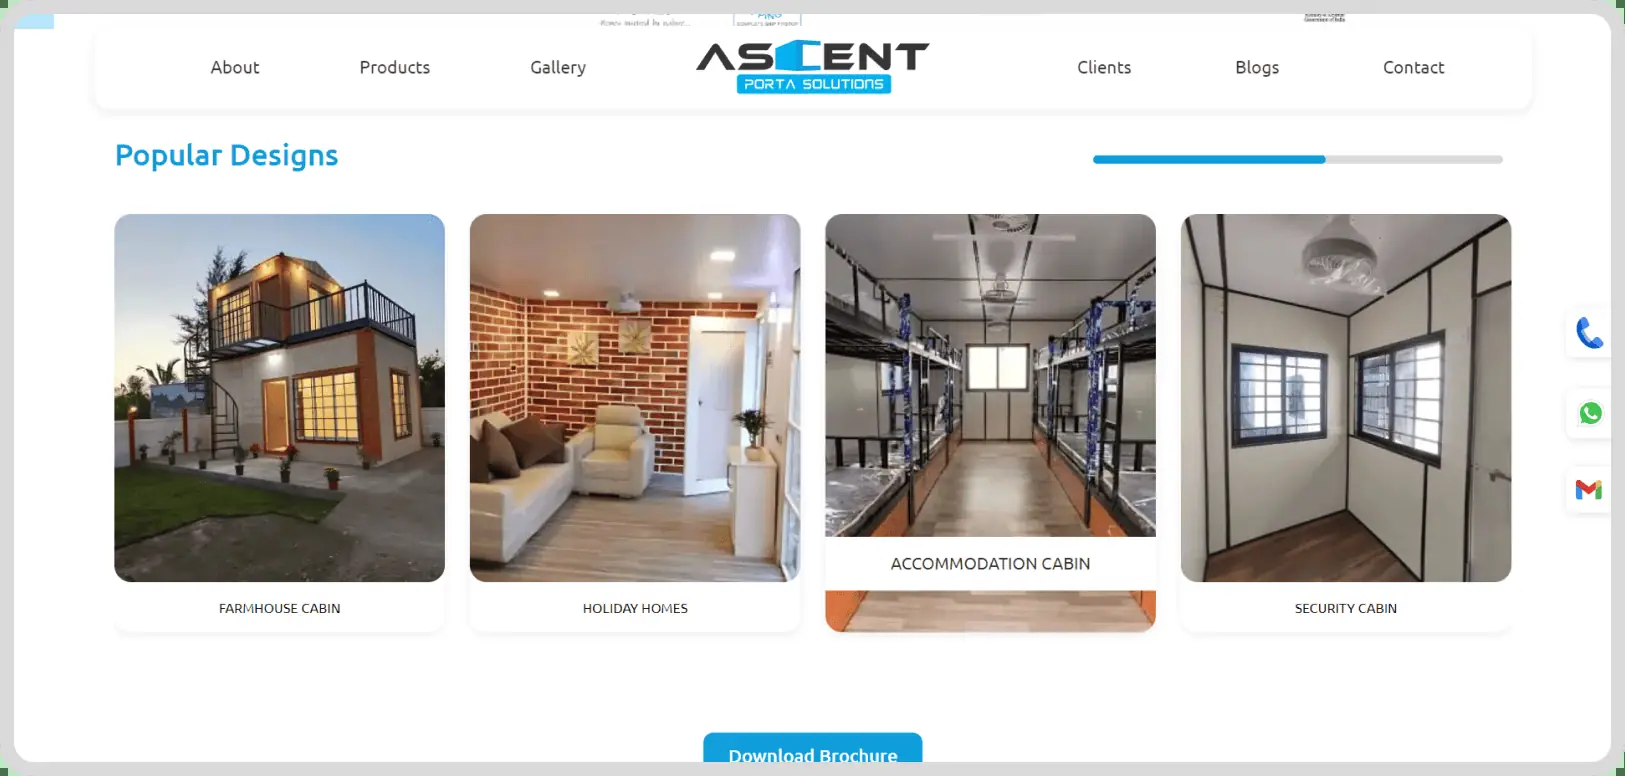 About
Products
Gallery
ASCENT
PORTA SOLUTIONS
Clients
Blogs
Contact
Popular Designs
FARMHOUSE CABIN
HOLIDAY HOMES
ACCOMMODATION CABIN
SECURITY CABIN
Download Brochure